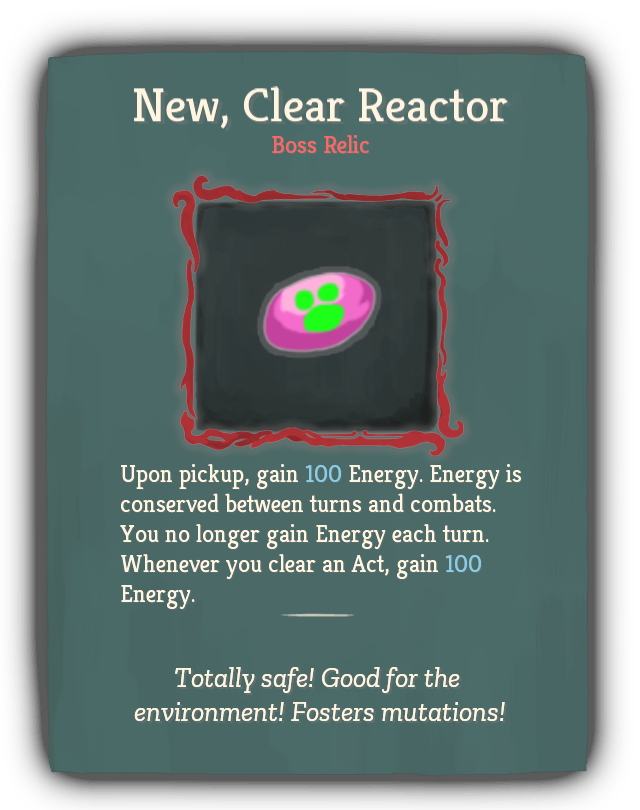 New, Clear Reactor
Boss Relic
Upon pickup, gain 100 Energy. Energy is
conserved between turns and combats.
You no longer gain Energy each turn.
Whenever you clear an Act, gain 100
Energy.
Totally safe! Good for the
environment! Fosters mutations!